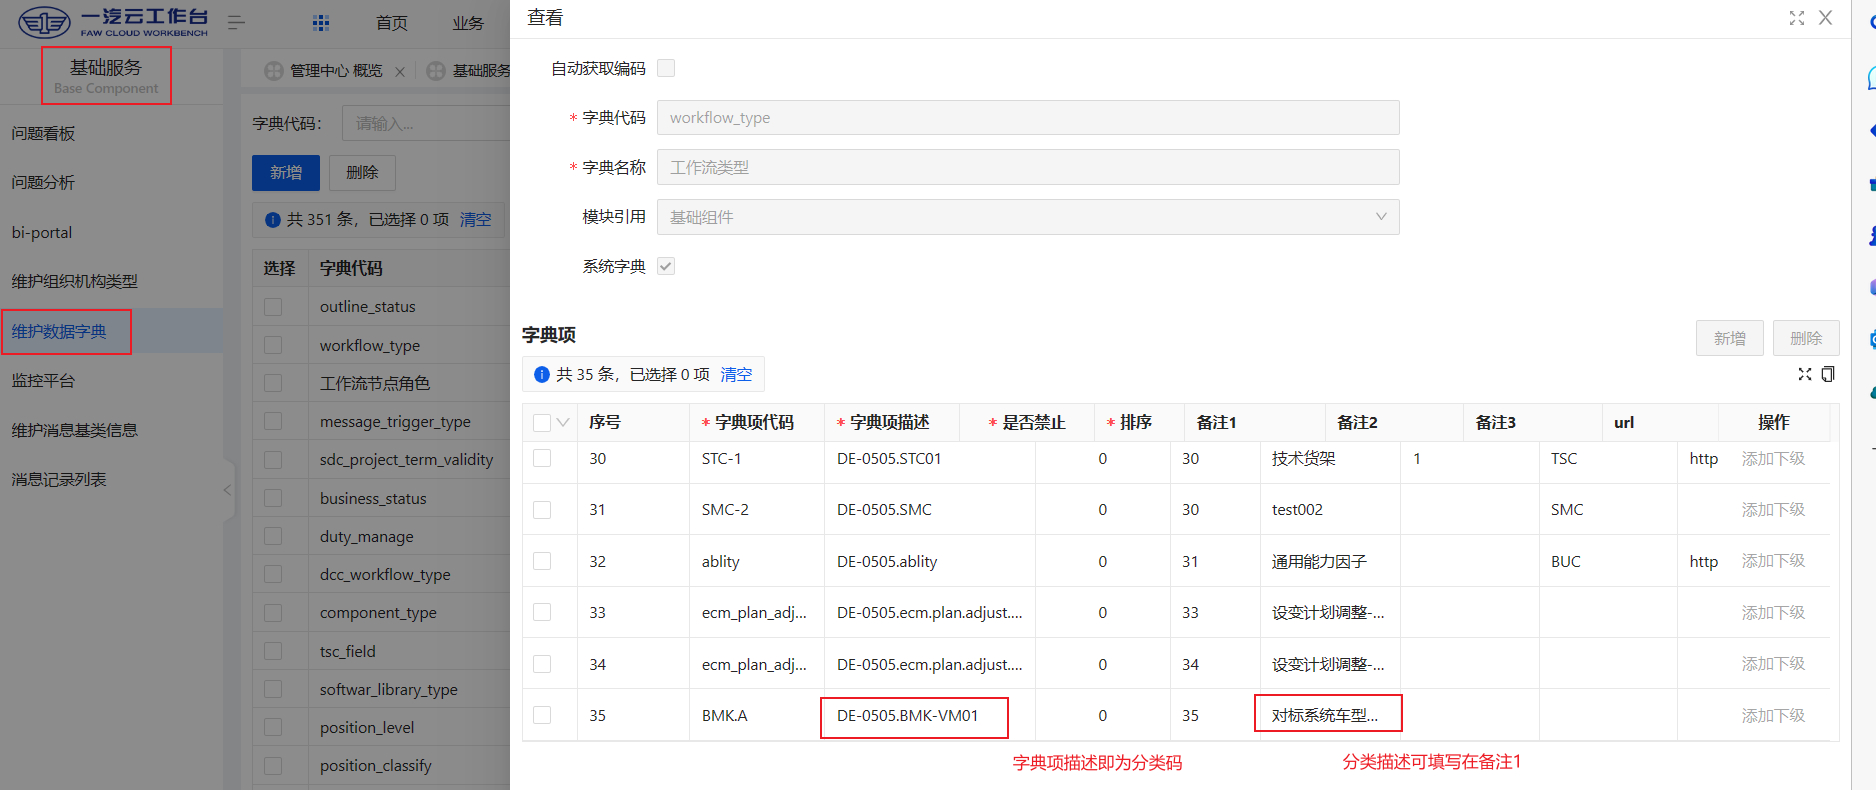 一汽云工作台
FAW CLOUD WORKBENCH
首页
业务
基础服务
Base Component
问题看板
问题分析
bi-portal
维护组织机构类型
维护数据字典
监控平台
维护消息基类信息
消息记录列表
管理中心 概览
基础服务
字典代码：
请输入...
新增
删除
共 351 条，已选择 0 项 清空
选择 字典代码
outline_status
workflow_type
工作流节点角色
message_trigger_type
sdc_project_term_validity
business_status
duty_manage
dcc_workflow_type
component_type
tsc_field
softwar_library_type
position_level
position_classify
查看
自动获取编码
* 字典代码 workflow_type
* 字典名称 工作流类型
模块引用 基础组件
系统字典
字典项
新增 删除
共 35 条，已选择 0 项 清空
序号 * 字典项代码 * 字典项描述 * 是否禁止 * 排序 备注1 备注2 备注3 url 操作
30 STC-1 DE-0505.STC01 0 30 技术货架 1 TSC http 添加下级
31 SMC-2 DE-0505.SMC 0 30 test002 SMC 添加下级
32 ablity DE-0505.ablity 0 31 通用能力因子 BUC http 添加下级
33 ecm_plan_adj... DE-0505.ecm.plan.adjust.... 0 33 设变计划调整-... 添加下级
34 ecm_plan_adj... DE-0505.ecm.plan.adjust.... 0 34 设变计划调整-... 添加下级
35 BMK.A DE-0505.BMK-VM01 0 35 对标系统车型... 添加下级
字典项描述即为分类码
分类描述可填写在备注1